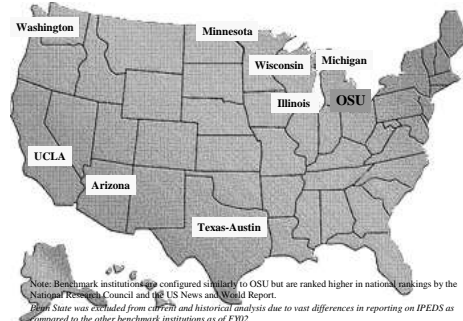 Washington
Minnesota
Wisconsin
Michigan
Illinois
OSU
UCLA
Arizona
Texas-Austin
Note: Benchmark institutions are configured similarly to OSU but are ranked higher in national rankings by the
National Research Council and the US News and World Report.
Penn State was excluded from current and historical analysis due to vast differences in reporting on IPEDS as
compared to the other benchmark institutions as of FY02